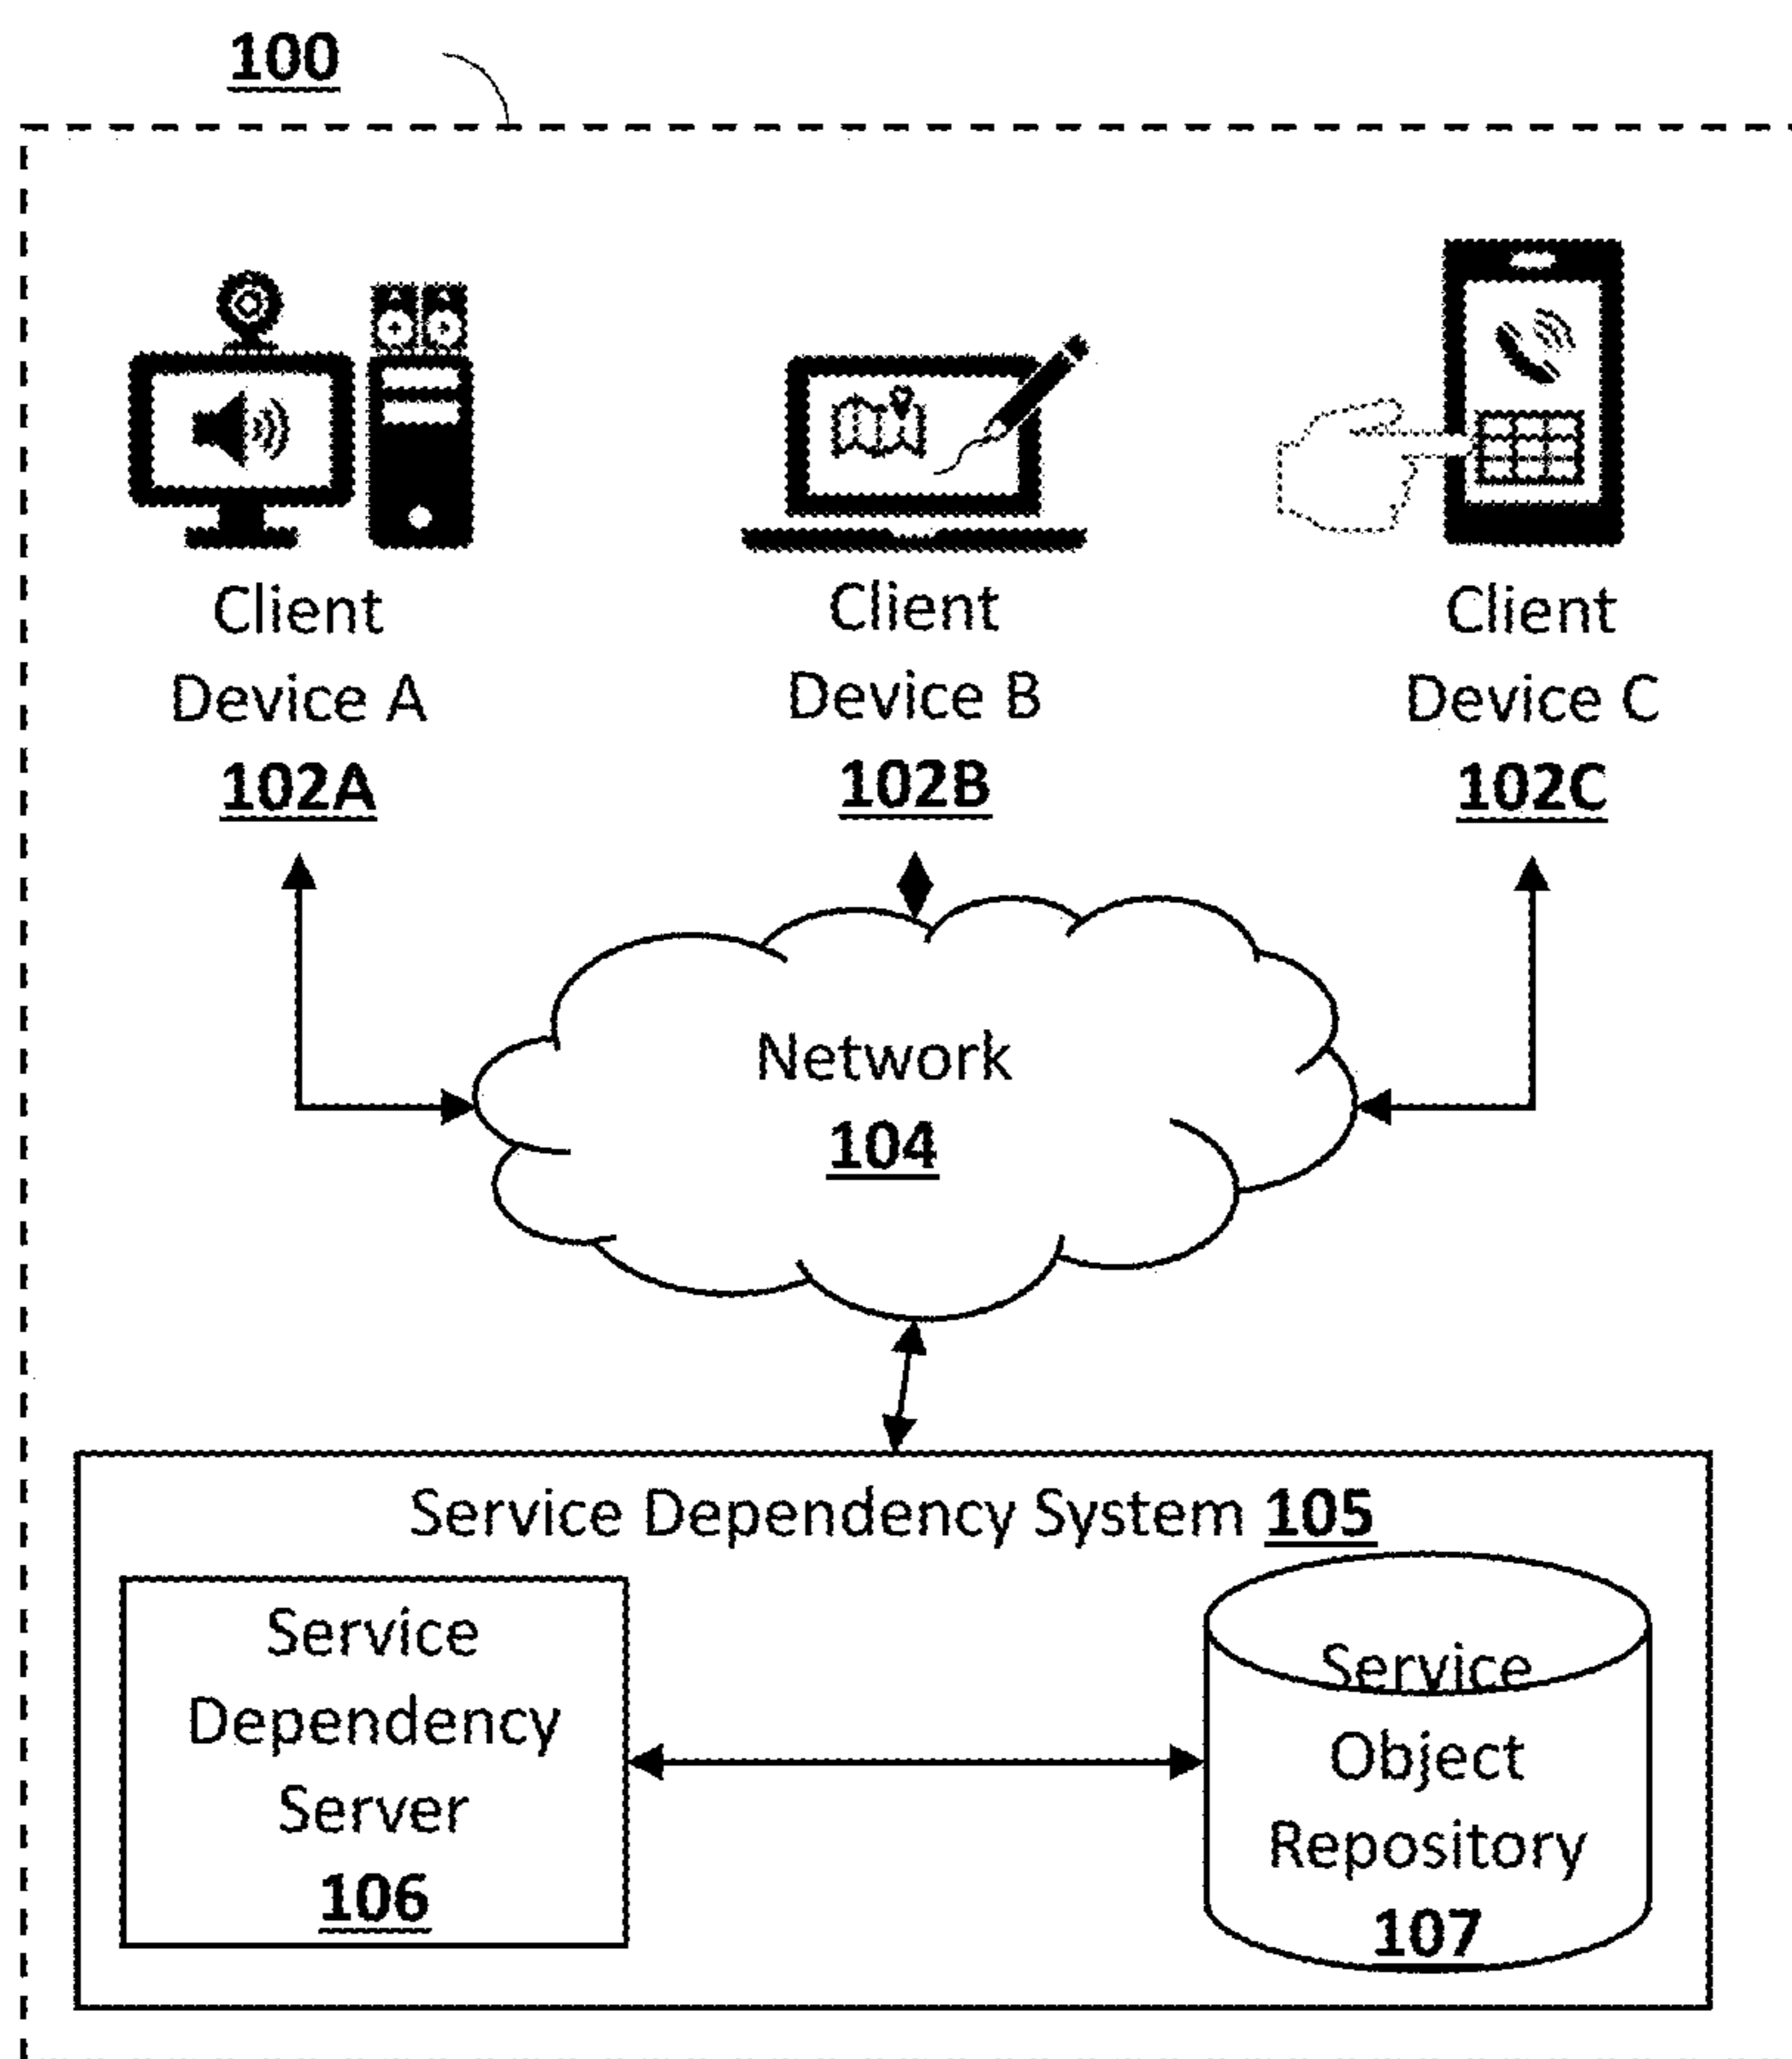 100
Client
Device A
102A
Client
Device B
102B
Client
Device C
102C
Network
104
Service Dependency System 105
Service
Dependency
Server
106
Service
Object
Repository
107